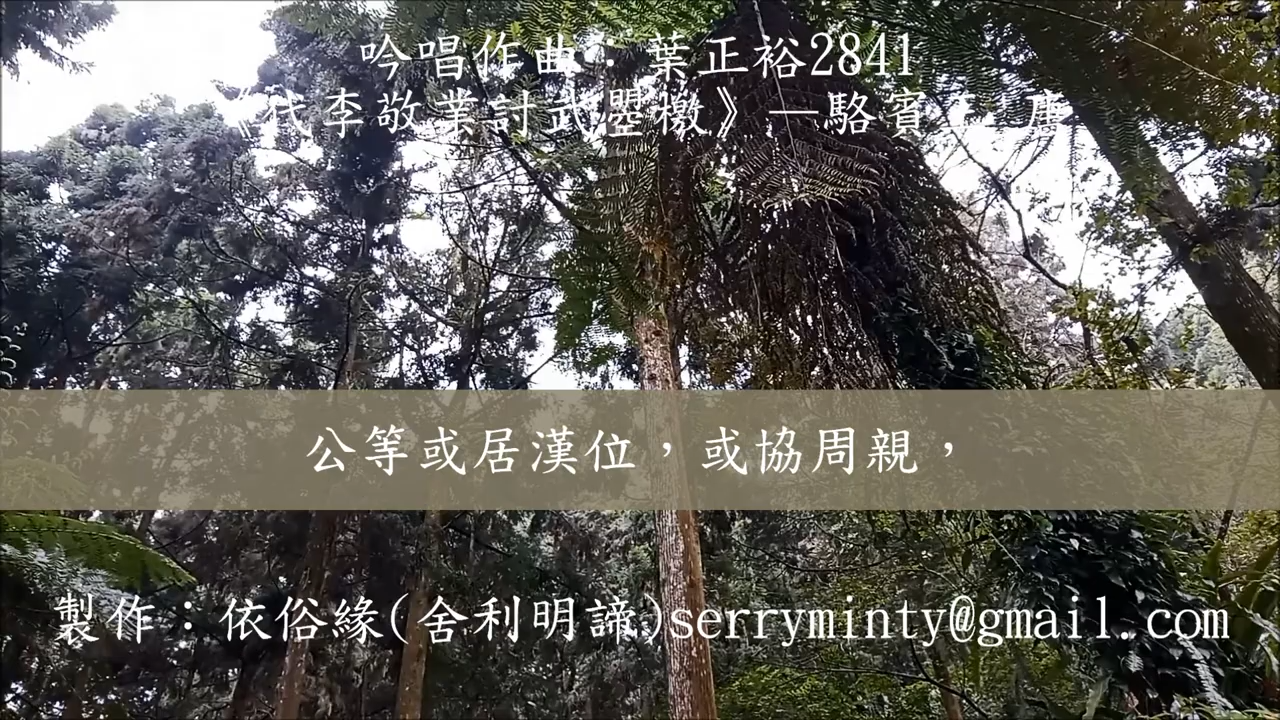 吟唱作曲：葉正裕2841
《代李敬業討武曌檄》—駱賓王 唐
公等或居漢位，或協周親，
製作：依俗緣(舍利明諦)serryminty@gmail.com